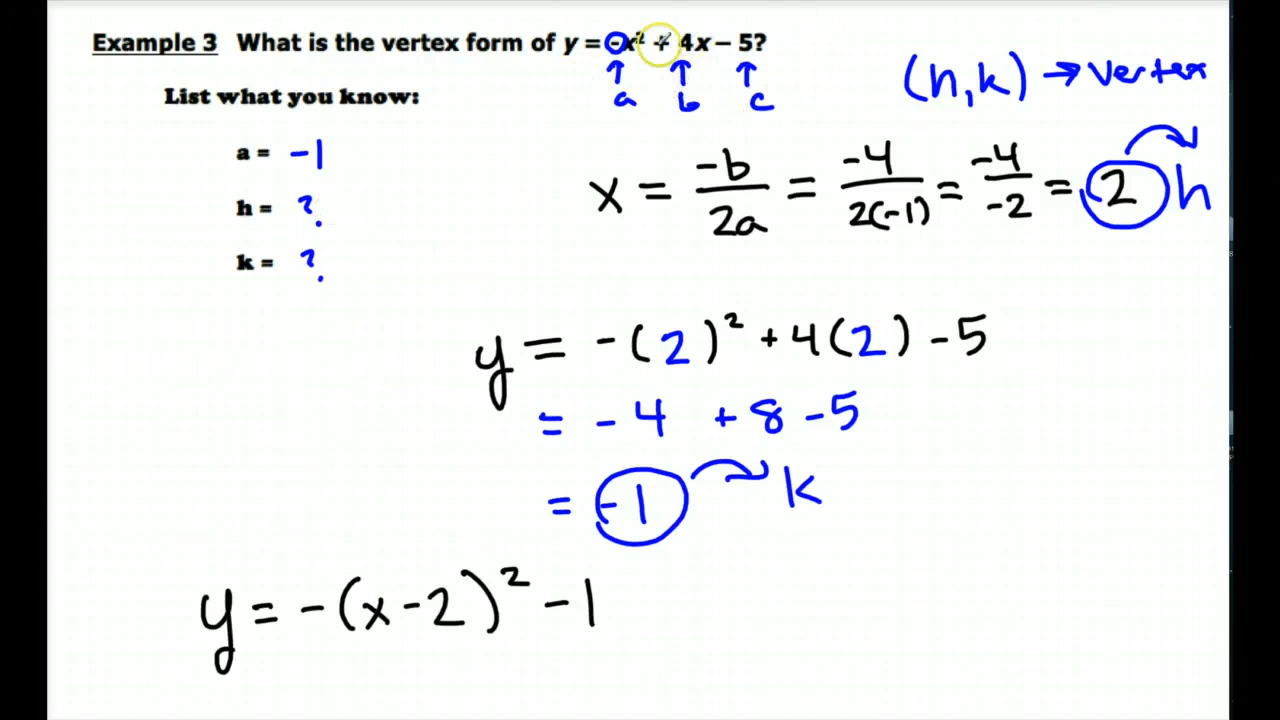 Example 3 What is the vertex form of y = -x² + 4x – 5?
a b c
(h,k) → vertex
List what you know:
a = -1
h = ?
k = ?
x = -b/2a = -4/2(-1) = -4/-2 = 2 h
y = -(2)² + 4(2) - 5
= -4 + 8 - 5
= -1 k
y = -(x-2)² - 1